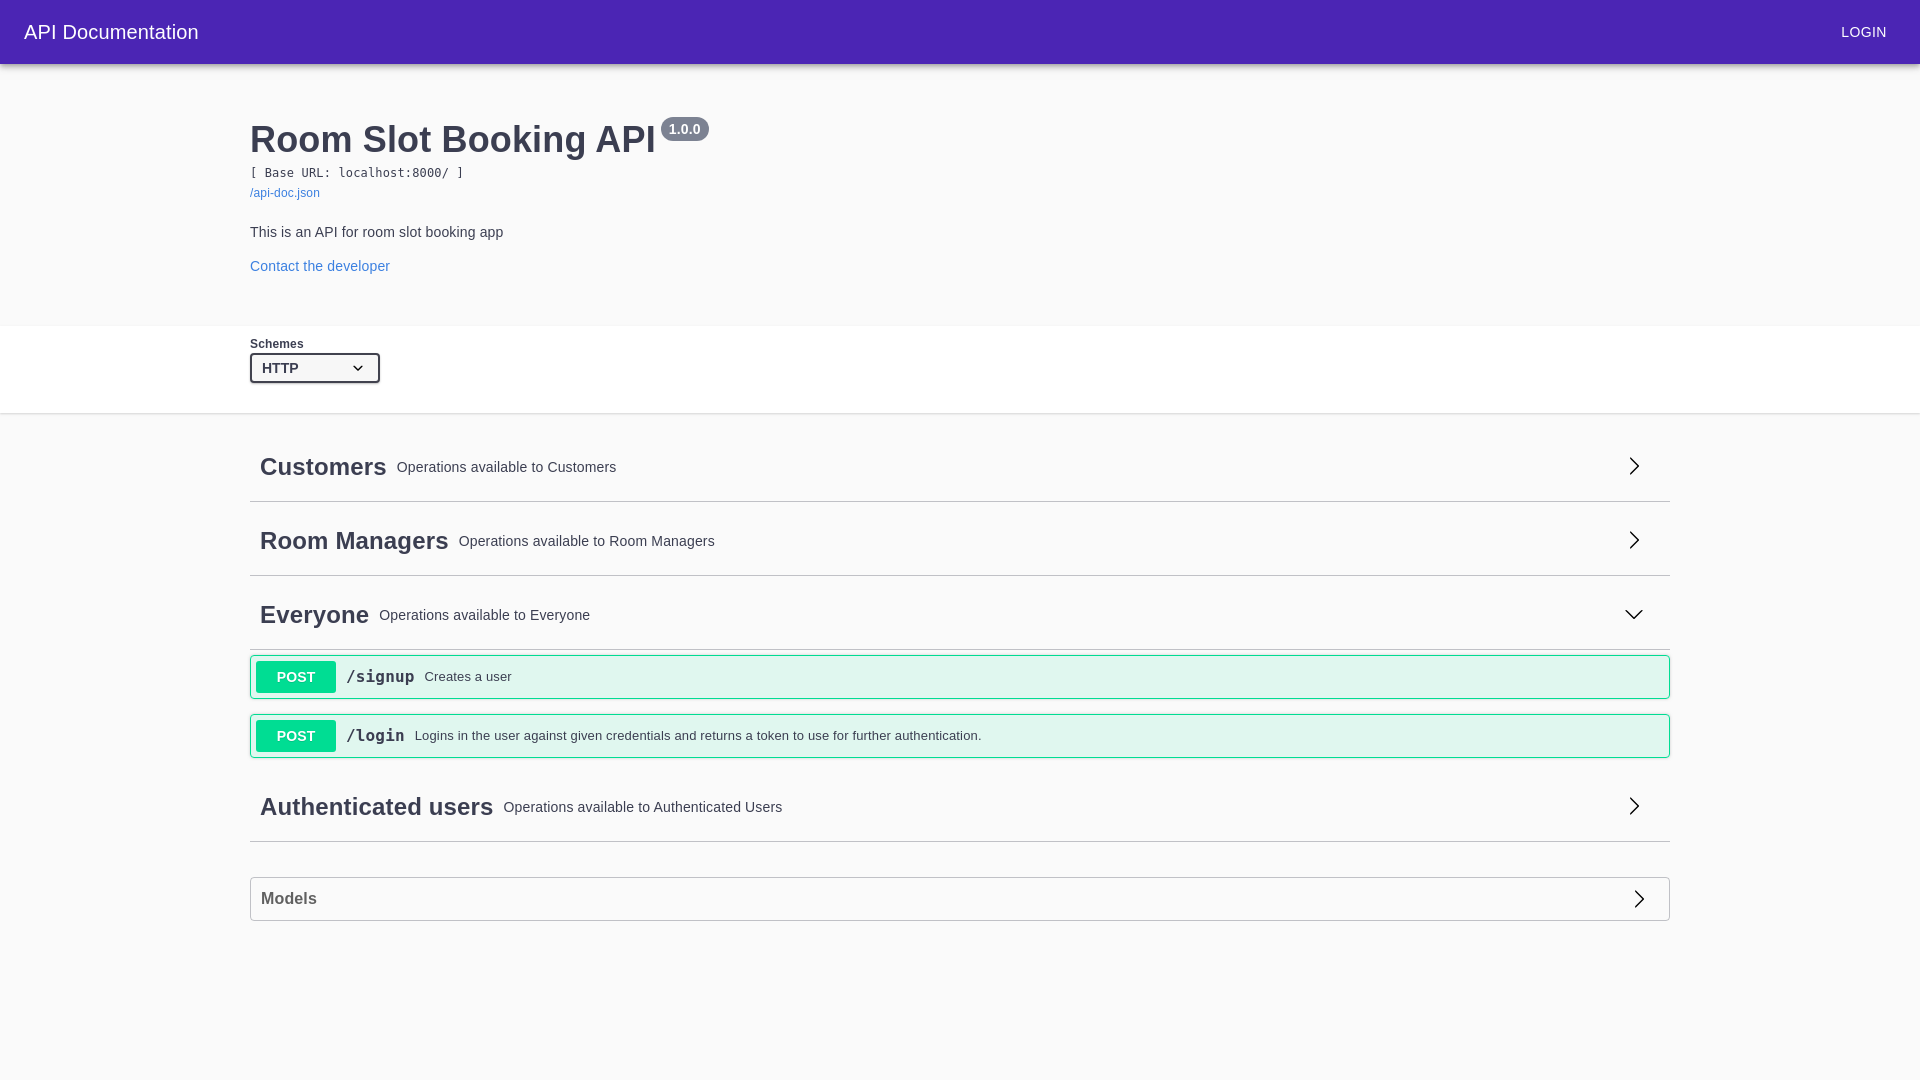 API Documentation
LOGIN
Room Slot Booking API 1.0.0
[ Base URL: localhost:8000/ ]
/api-doc.json
This is an API for room slot booking app
Contact the developer
Schemes
HTTP
Customers Operations available to Customers
Room Managers Operations available to Room Managers
Everyone Operations available to Everyone
POST /signup Creates a user
POST /login Logins in the user against given credentials and returns a token to use for further authentication.
Authenticated users Operations available to Authenticated Users
Models